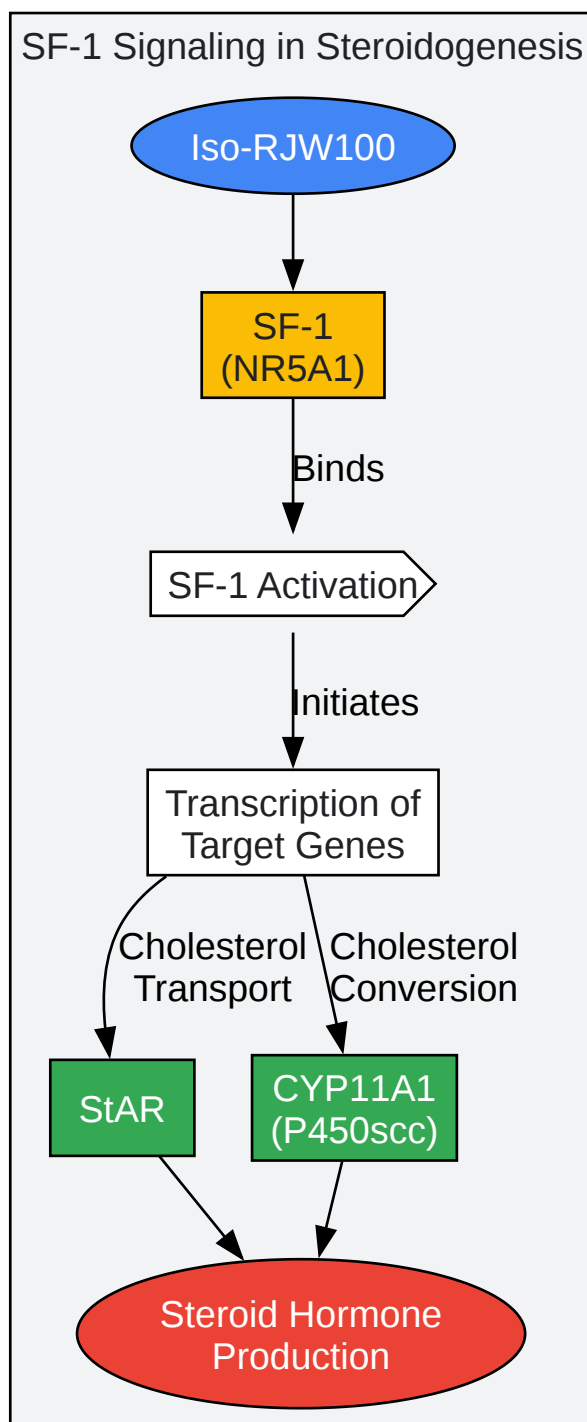 SF-1 Signaling in Steroidogenesis
Iso-RJW100
SF-1
(NR5A1)
Binds
SF-1 Activation
Initiates
Transcription of
Target Genes
Cholesterol
Transport
Cholesterol
Conversion
StAR
CYP11A1
(P450scc)
Steroid Hormone
Production